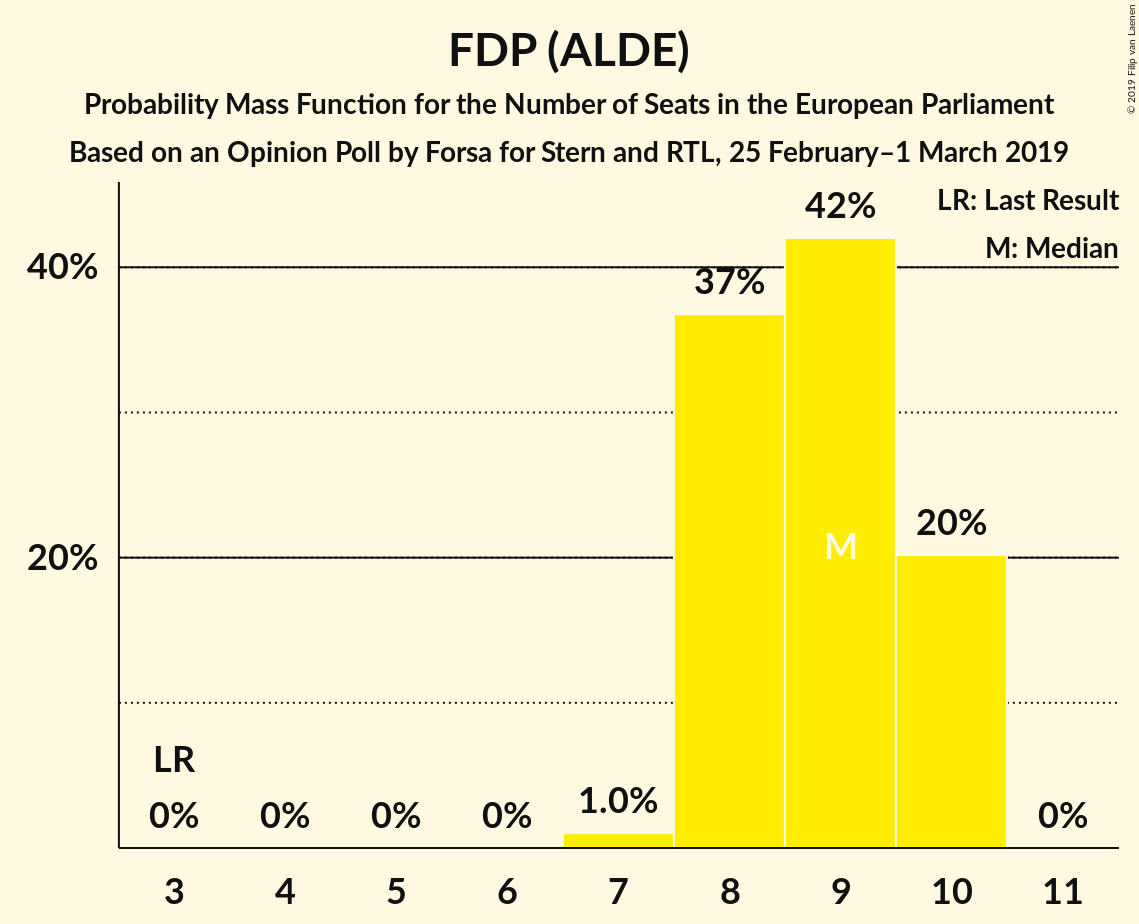 FDP (ALDE)
Probability Mass Function for the Number of Seats in the European Parliament
Based on an Opinion Poll by Forsa for Stern and RTL, 25 February–1 March 2019
© 2019 Filip van Laenen
LR: Last Result
M: Median
42%
40%
37%
20%
20%
M
LR
0%
0%
0%
0%
1.0%
0%
3 4 5 6 7 8 9 10 11